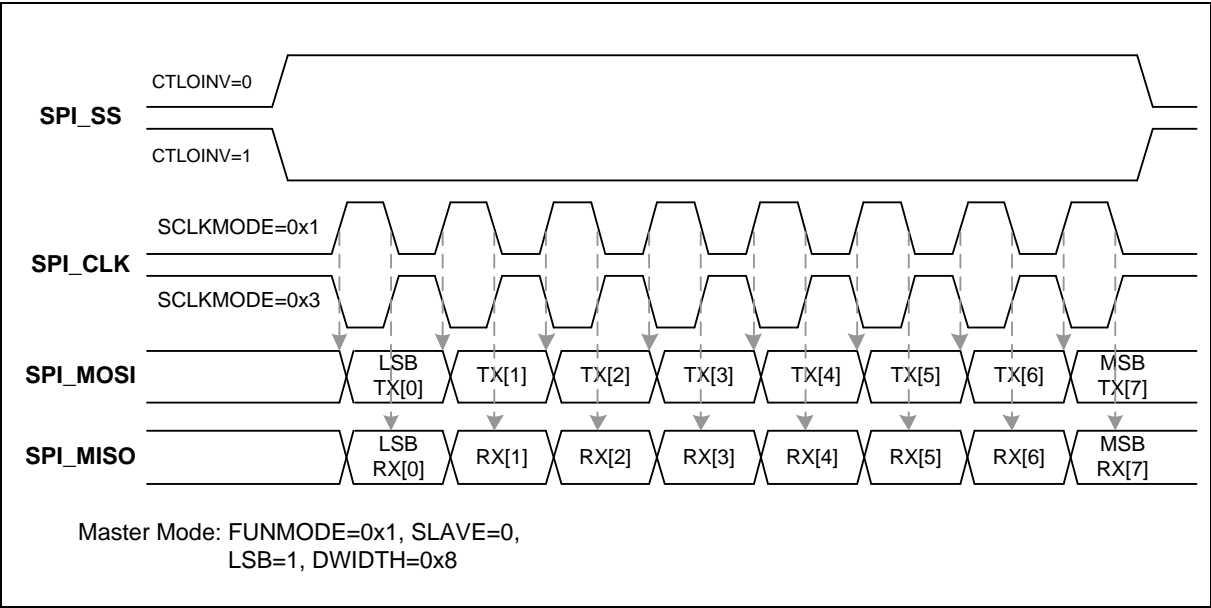 CTLOINV=0
SPI_SS
CTLOINV=1
SCLKMODE=0x1
SPI_CLK
SCLKMODE=0x3
SPI_MOSI LSB TX[0] TX[1] TX[2] TX[3] TX[4] TX[5] TX[6] MSB TX[7]
SPI_MISO LSB RX[0] RX[1] RX[2] RX[3] RX[4] RX[5] RX[6] MSB RX[7]
Master Mode: FUNMODE=0x1, SLAVE=0,
LSB=1, DWIDTH=0x8